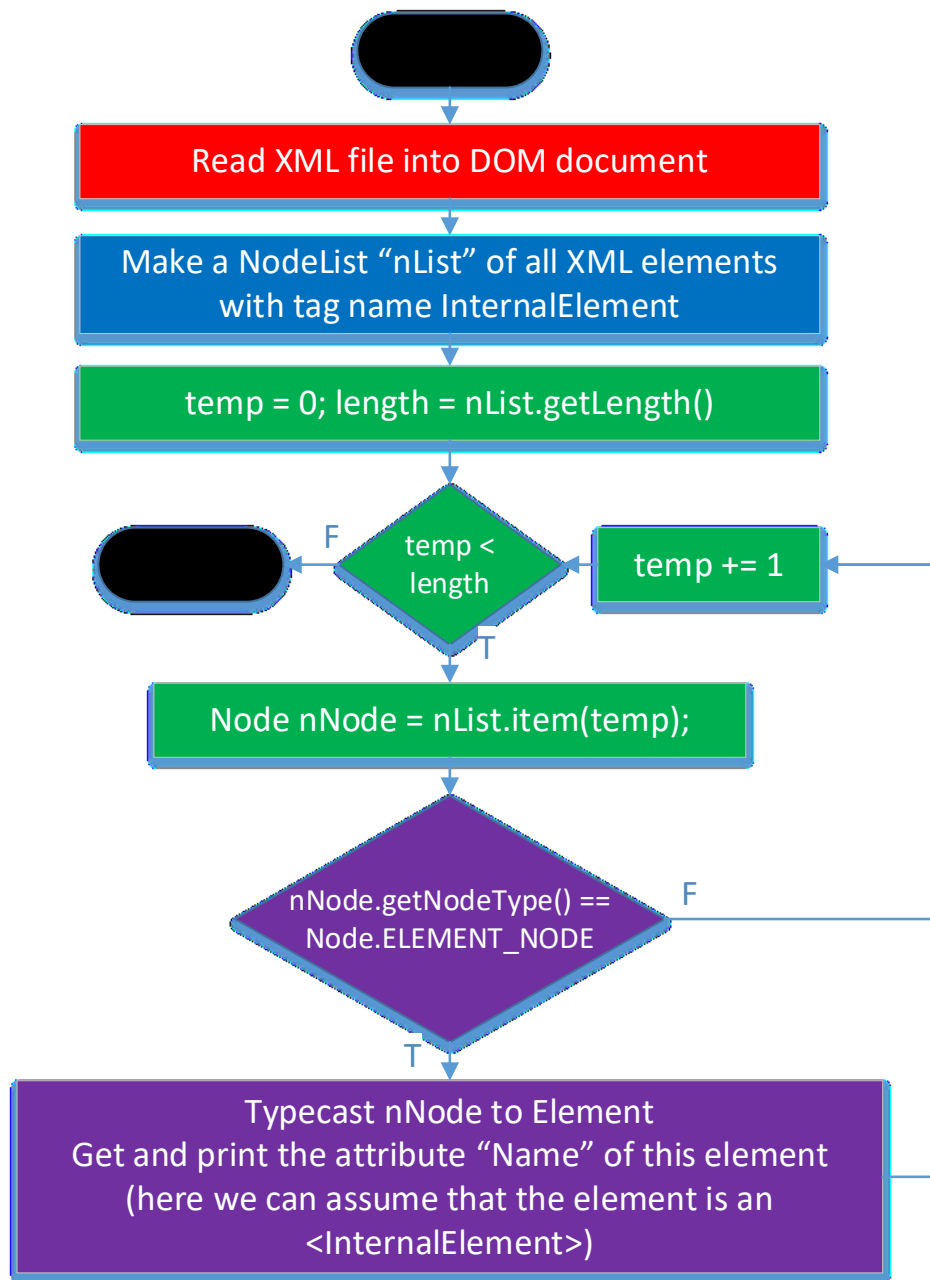 Read XML file into DOM document
Make a NodeList “nList” of all XML elements
with tag name InternalElement
temp = 0; length = nList.getLength()
F
temp <
length
temp += 1
T
Node nNode = nList.item(temp);
nNode.getNodeType() ==
Node.ELEMENT_NODE
F
T
Typecast nNode to Element
Get and print the attribute “Name” of this element
(here we can assume that the element is an
<InternalElement>)